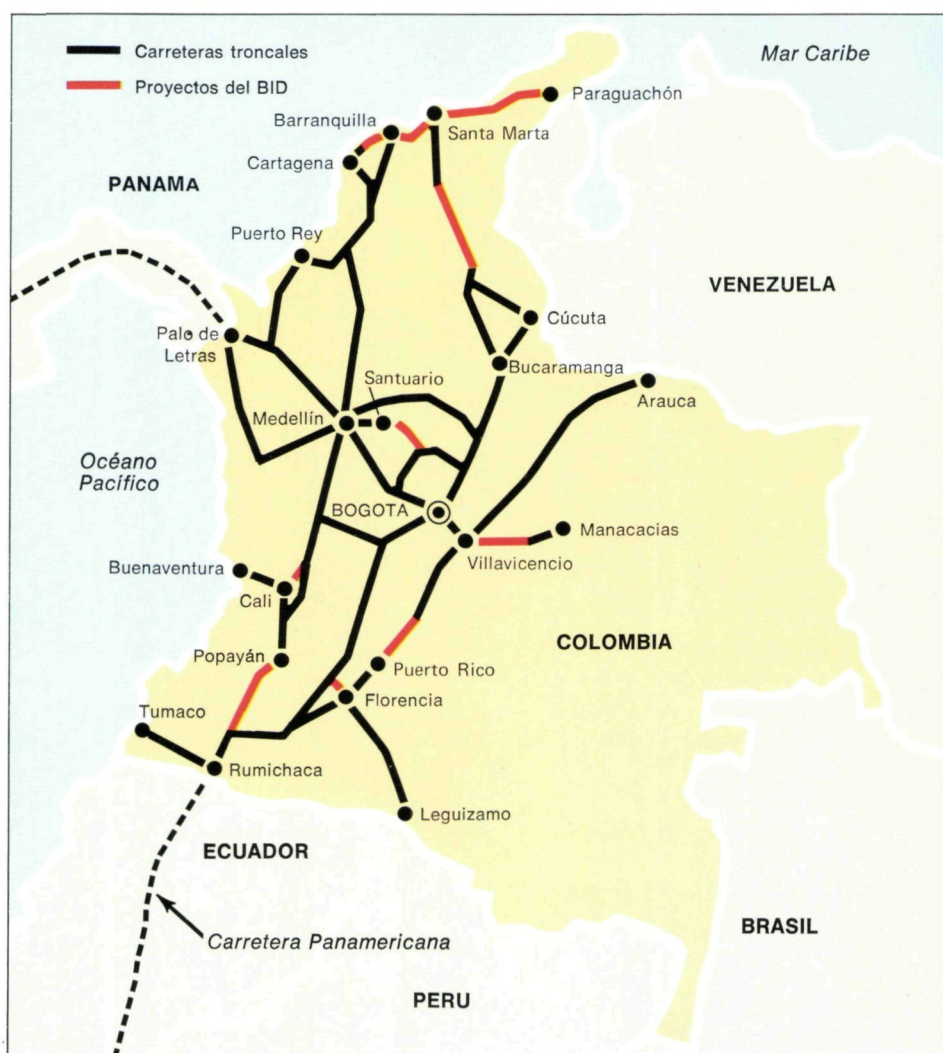 Carreteras troncales
Proyectos del BID
Mar Caribe
Paraguachón
Barranquilla
Santa Marta
Cartagena
PANAMA
Puerto Rey
VENEZUELA
Cúcuta
Palo de
Letras
Bucaramanga
Santuario
Arauca
Medellín
Océano
Pacífico
BOGOTA
Manacacias
Villavicencio
Buenaventura
Cali
COLOMBIA
Popayán
Puerto Rico
Florencia
Tumaco
Rumichaca
Leguizamo
ECUADOR
BRASIL
Carretera Panamericana
PERU